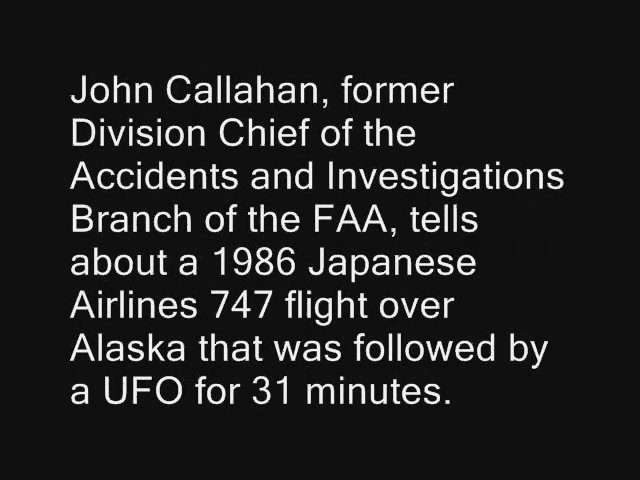 John Callahan, former
Division Chief of the
Accidents and Investigations
Branch of the FAA, tells
about a 1986 Japanese
Airlines 747 flight over
Alaska that was followed by
a UFO for 31 minutes.